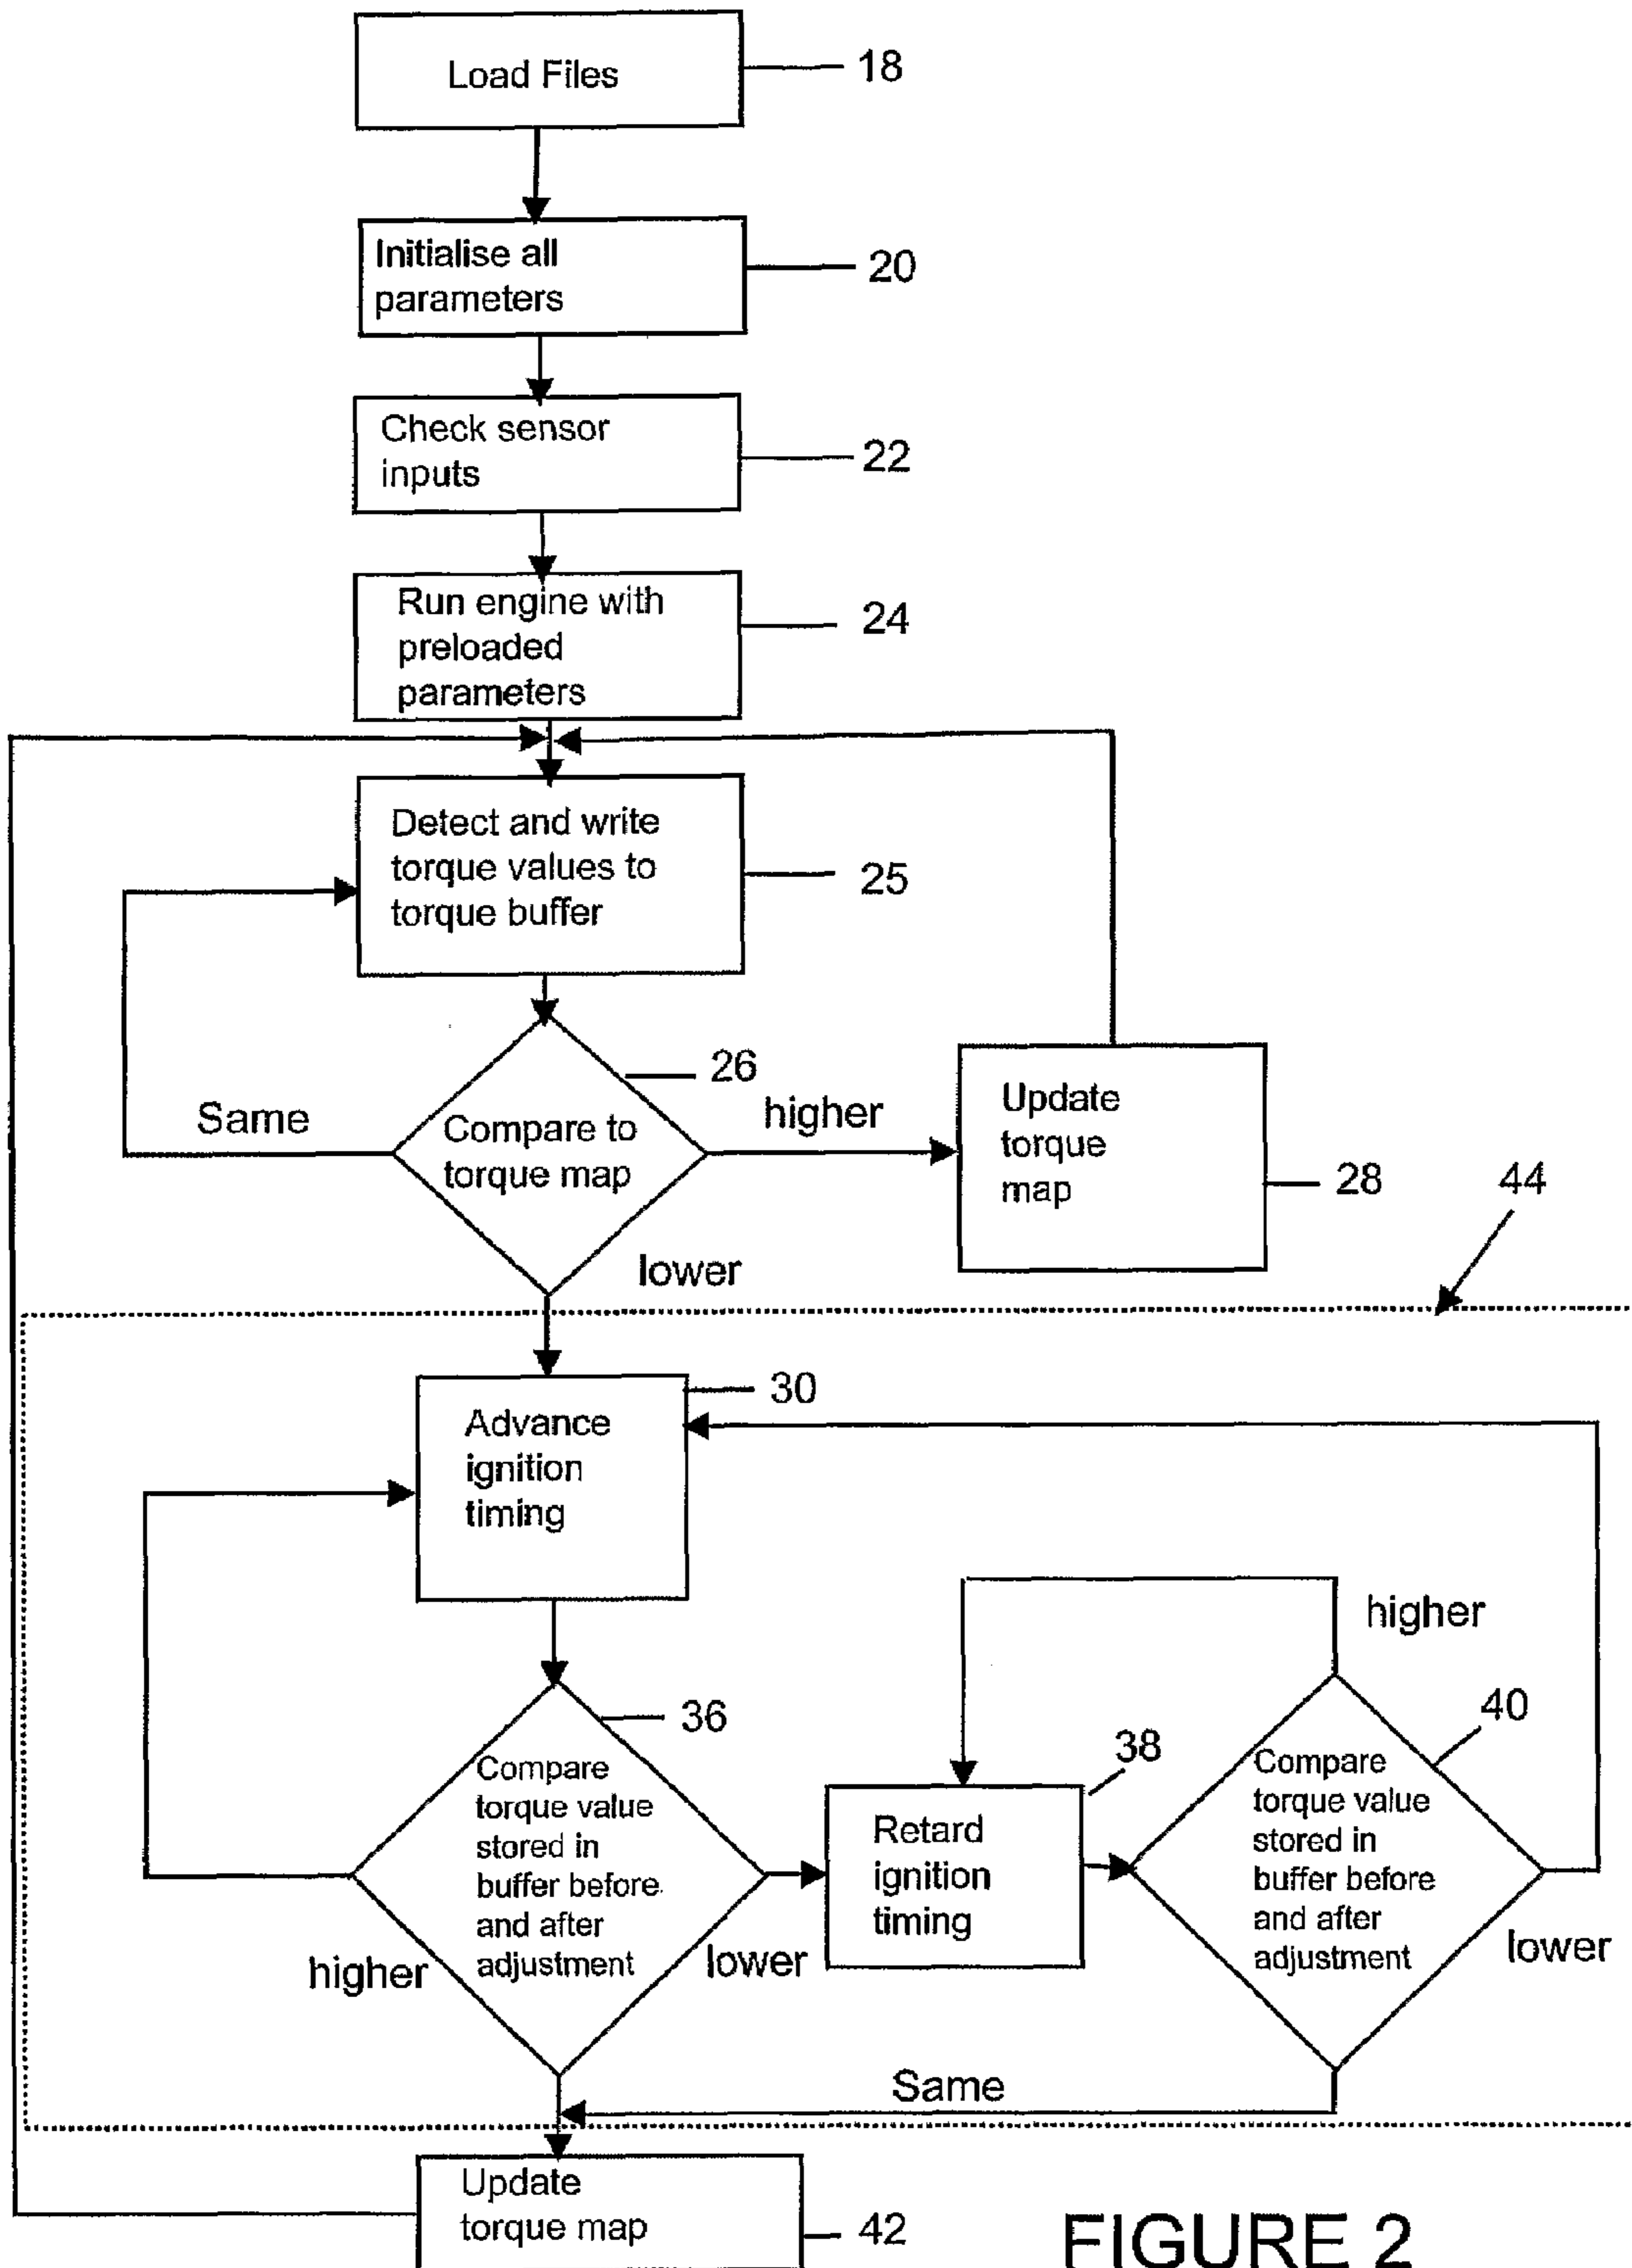 Load Files
18
Initialise all
parameters
20
Check sensor
inputs
22
Run engine with
preloaded
parameters
24
Detect and write
torque values to
torque buffer
25
26
Same
Compare to
torque map
higher
Update
torque
map
28
44
lower
30
Advance
ignition
timing
higher
36
40
38
Compare
torque value
stored in
buffer before
and after
adjustment
Retard
ignition
timing
Compare
torque value
stored in
buffer before
and after
adjustment
higher
lower
lower
Same
Update
torque map
42
FIGURE 2